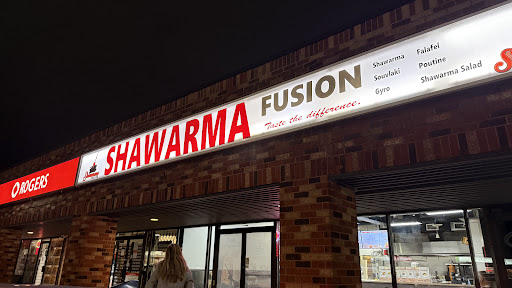 ROGERS
SHAWARMA
FUSION
Taste the difference.
Shawarma
Souvlaki
Gyro
Falafel
Poutine
Shawarma Salad